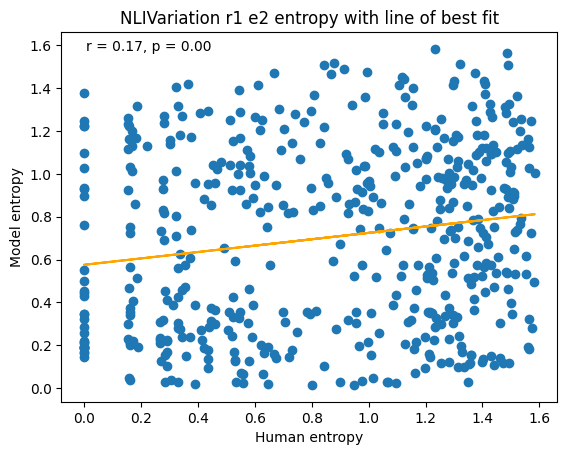 NLIVariation r1 e2 entropy with line of best fit
r = 0.17, p = 0.00
1.6
1.4
1.2
1.0
0.8
0.6
0.4
0.2
0.0
Model entropy
0.0 0.2 0.4 0.6 0.8 1.0 1.2 1.4 1.6
Human entropy